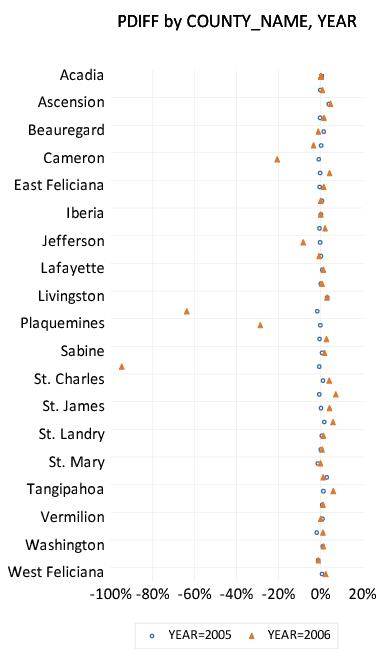 PDIFF by COUNTY_NAME, YEAR
Acadia
Ascension
Beauregard
Cameron
East Feliciana
Iberia
Jefferson
Lafayette
Livingston
Plaquemines
Sabine
St. Charles
St. James
St. Landry
St. Mary
Tangipahoa
Vermilion
Washington
West Feliciana
-100% -80% -60% -40% -20% 0% 20%
YEAR=2005 YEAR=2006